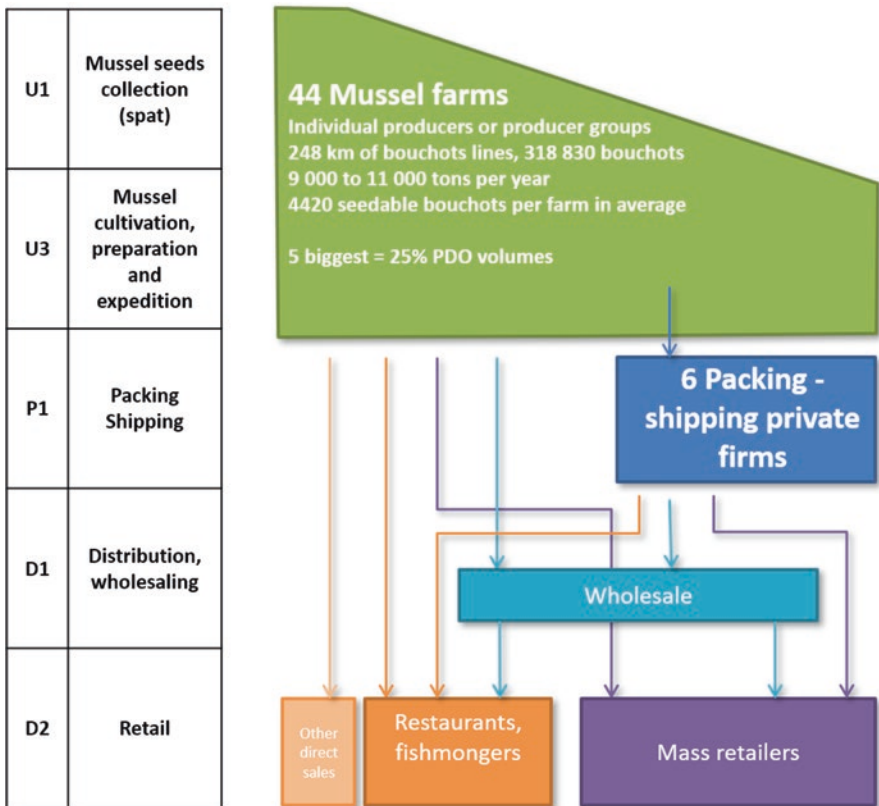 U1
Mussel seeds
collection
(spat)
U3
Mussel
cultivation,
preparation
and
expedition
P1
Packing
Shipping
D1
Distribution,
wholesaling
D2
Retail
44 Mussel farms
Individual producers or producer groups
248 km of bouchots lines, 318 830 bouchots
9 000 to 11 000 tons per year
4420 seedable bouchots per farm in average
5 biggest = 25% PDO volumes
6 Packing -
shipping private
firms
Wholesale
Other
direct
sales
Restaurants,
fishmongers
Mass retailers